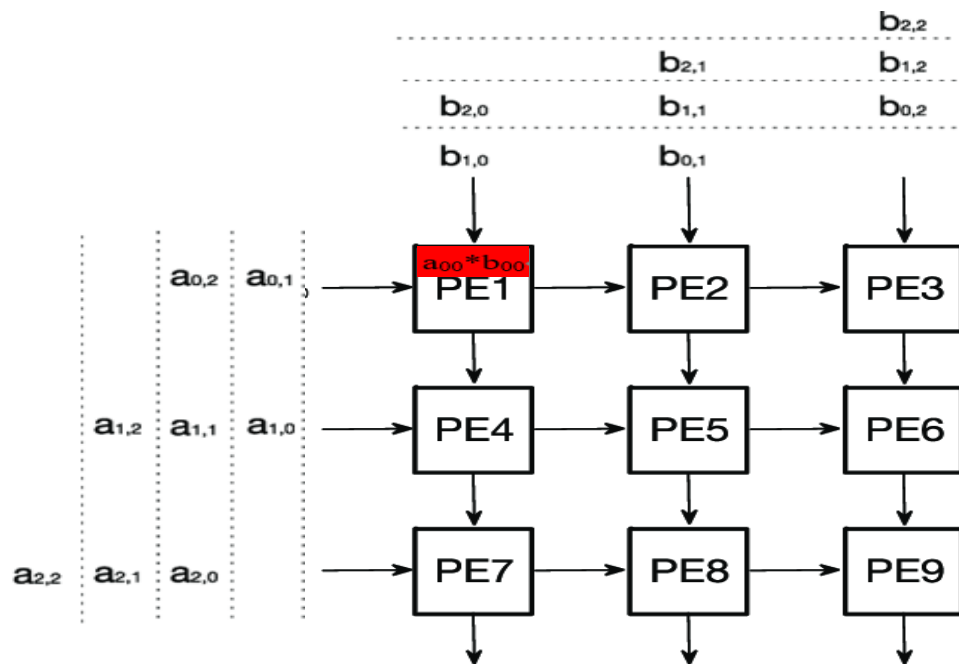 b2,2
b2,1 b1,2
b2,0 b1,1 b0,2
b1,0 b0,1
a00*b00
a0,2 a0,1 PE1 PE2 PE3
a1,2 a1,1 a1,0 PE4 PE5 PE6
a2,2 a2,1 a2,0 PE7 PE8 PE9